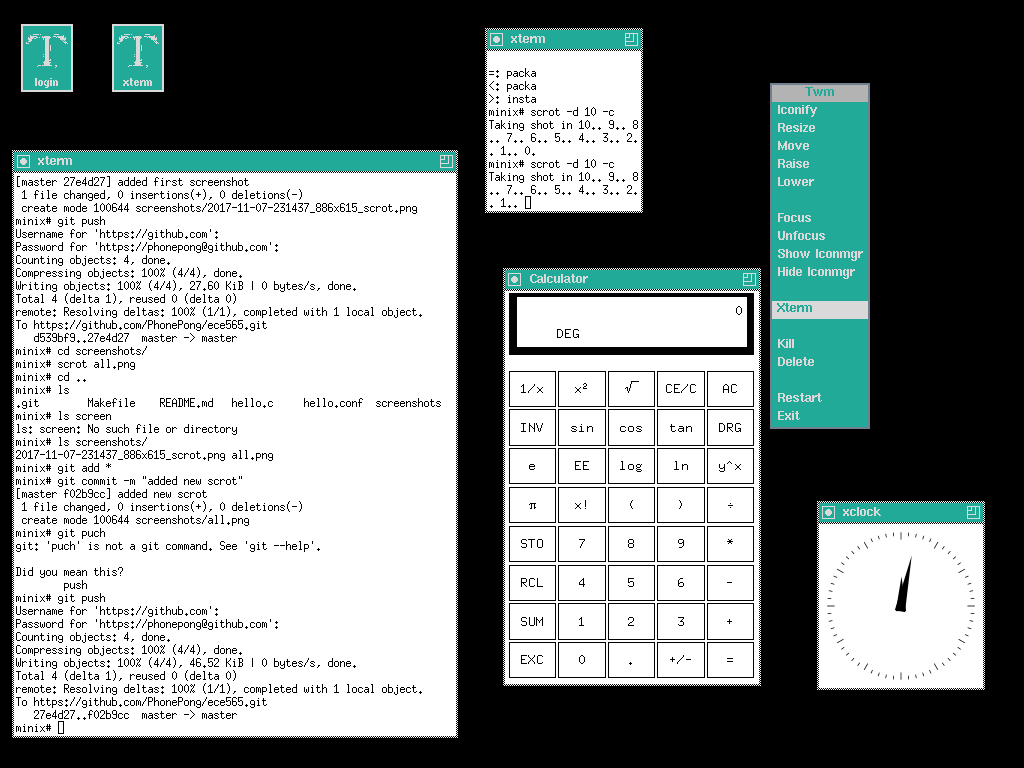 login
xterm
xterm
[master 27e4d27] added first screenshot
 1 file changed, 0 insertions(+), 0 deletions(-)
 create mode 100644 screenshots/2017-11-07-231437_886x615_scrot.png
minix# git push
Username for 'https://github.com':
Password for 'https://phonepong@github.com':
Counting objects: 4, done.
Compressing objects: 100% (4/4), done.
Writing objects: 100% (4/4), 27.60 KiB | 0 bytes/s, done.
Total 4 (delta 1), reused 0 (delta 0)
remote: Resolving deltas: 100% (1/1), completed with 1 local object.
To https://github.com/PhonePong/ece565.git
   d539bf9..27e4d27  master -> master
minix# cd screenshots/
minix# scrot all.png
minix# cd ..
minix# ls
.git        Makefile    README.md   hello.c     hello.conf  screenshots
minix# ls screen
ls: screen: No such file or directory
minix# ls screenshots/
2017-11-07-231437_886x615_scrot.png all.png
minix# git add *
minix# git commit -m "added new scrot"
[master f02b9cc] added new scrot
 1 file changed, 0 insertions(+), 0 deletions(-)
 create mode 100644 screenshots/all.png
minix# git puch
git: 'puch' is not a git command. See 'git --help'.

Did you mean this?
        push
minix# git push
Username for 'https://github.com':
Password for 'https://phonepong@github.com':
Counting objects: 4, done.
Compressing objects: 100% (4/4), done.
Writing objects: 100% (4/4), 46.52 KiB | 0 bytes/s, done.
Total 4 (delta 1), reused 0 (delta 0)
remote: Resolving deltas: 100% (1/1), completed with 1 local object.
To https://github.com/PhonePong/ece565.git
   27e4d27..f02b9cc  master -> master
minix#
xterm
=: packa
<: packa
>: insta
minix# scrot -d 10 -c
Taking shot in 10.. 9.. 8
.. 7.. 6.. 5.. 4.. 3.. 2.
. 1.. 0.
minix# scrot -d 10 -c
Taking shot in 10.. 9.. 8
.. 7.. 6.. 5.. 4.. 3.. 2.
. 1..
Calculator
0
DEG
1/x x² √ CE/C AC
INV sin cos tan DRG
e EE log ln y^x
π x! ( ) ÷
STO 7 8 9 *
RCL 4 5 6 -
SUM 1 2 3 +
EXC 0 . +/- =
Twm
Iconify
Resize
Move
Raise
Lower
Focus
Unfocus
Show Iconmgr
Hide Iconmgr
Xterm
Kill
Delete
Restart
Exit
xclock